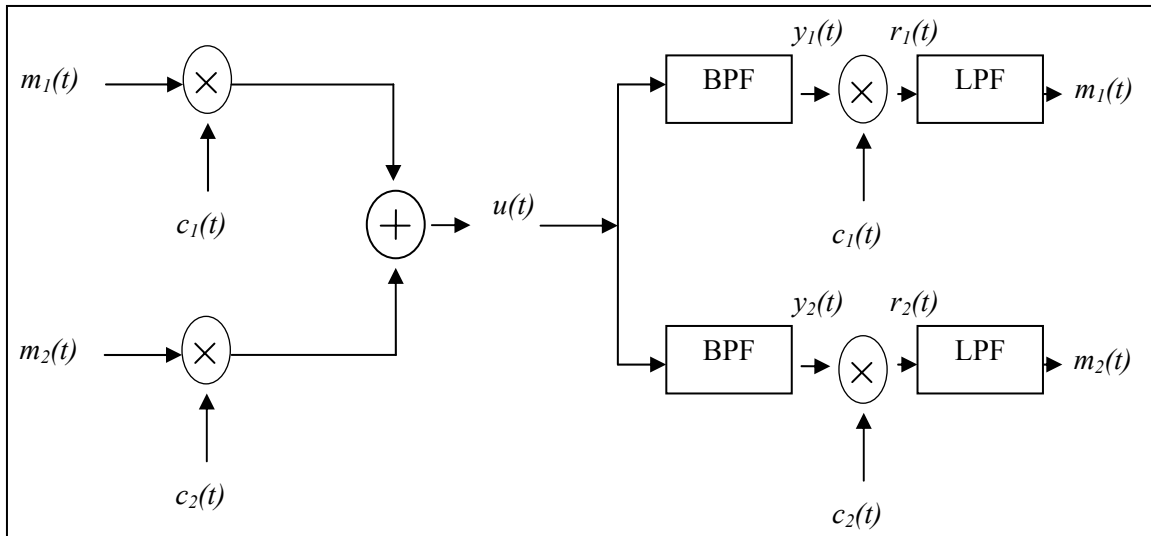 y₁(t) r₁(t)
m₁(t) × BPF × LPF m₁(t)
c₁(t) + u(t) c₁(t)
y₂(t) r₂(t)
m₂(t) × BPF × LPF m₂(t)
c₂(t) c₂(t)